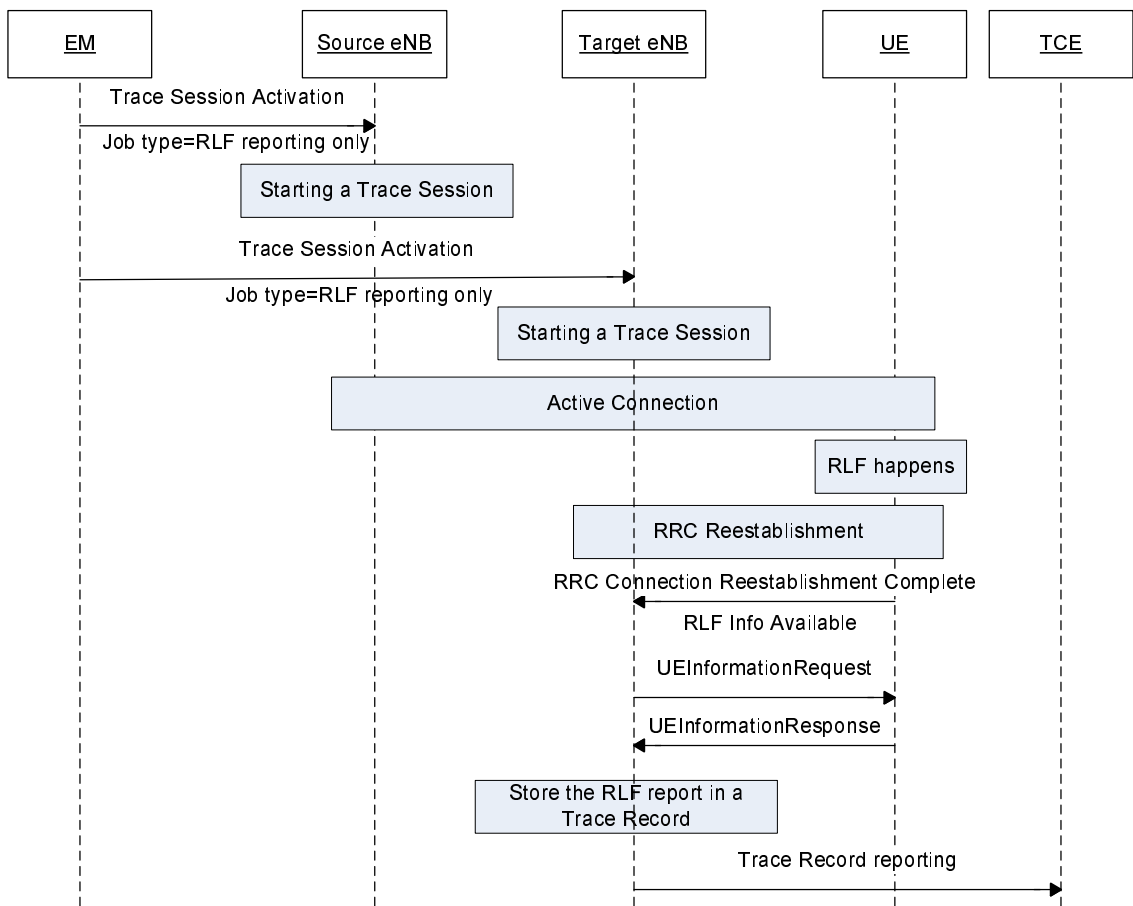 EM
Source eNB
Target eNB
UE
TCE
Trace Session Activation
Job type=RLF reporting only
Starting a Trace Session
Trace Session Activation
Job type=RLF reporting only
Starting a Trace Session
Active Connection
RLF happens
RRC Reestablishment
RRC Connection Reestablishment Complete
RLF Info Available
UEInformationRequest
UEInformationResponse
Store the RLF report in a
Trace Record
Trace Record reporting